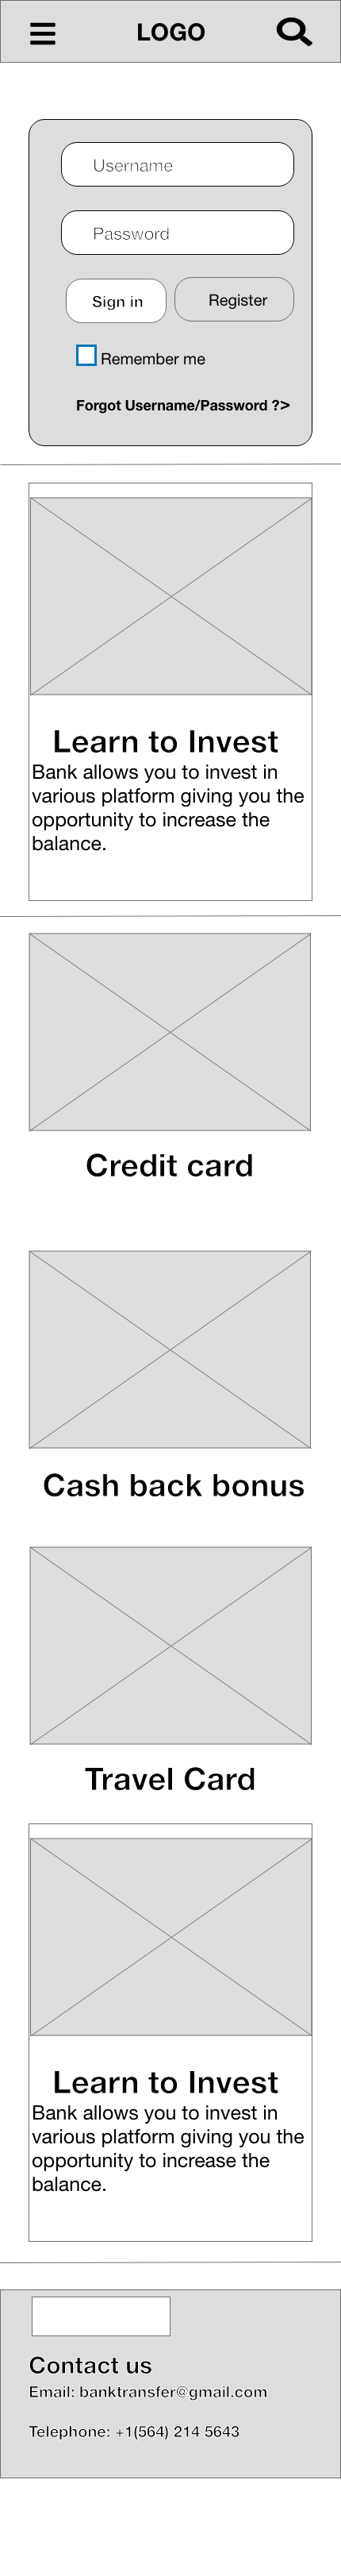 LOGO
Username
Password
Sign in
Register
Remember me
Forgot Username/Password ?>
Learn to Invest
Bank allows you to invest in
various platform giving you the
opportunity to increase the
balance.
Credit card
Cash back bonus
Travel Card
Learn to Invest
Bank allows you to invest in
various platform giving you the
opportunity to increase the
balance.
Contact us
Email: banktransfer@gmail.com
Telephone: +1(564) 214 5643